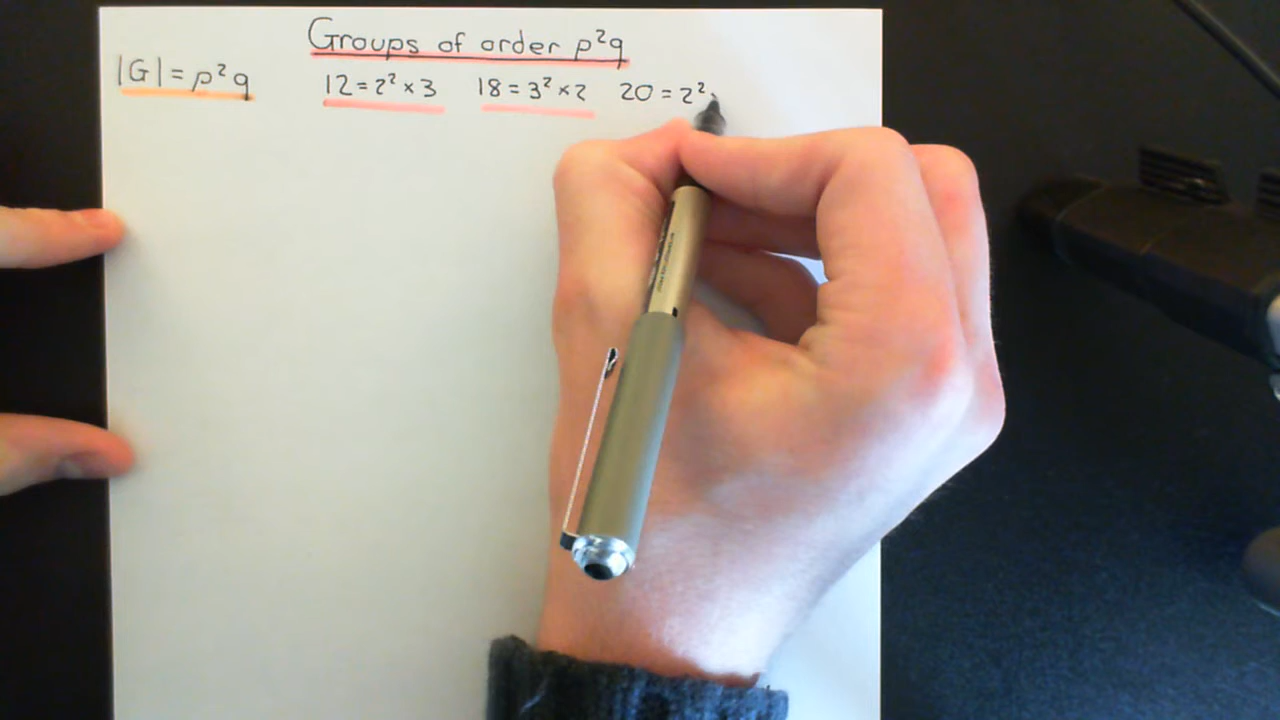 Groups of order p²q
|G| = p²q 12 = 2² × 3 18 = 3² × 2 20 = 2²